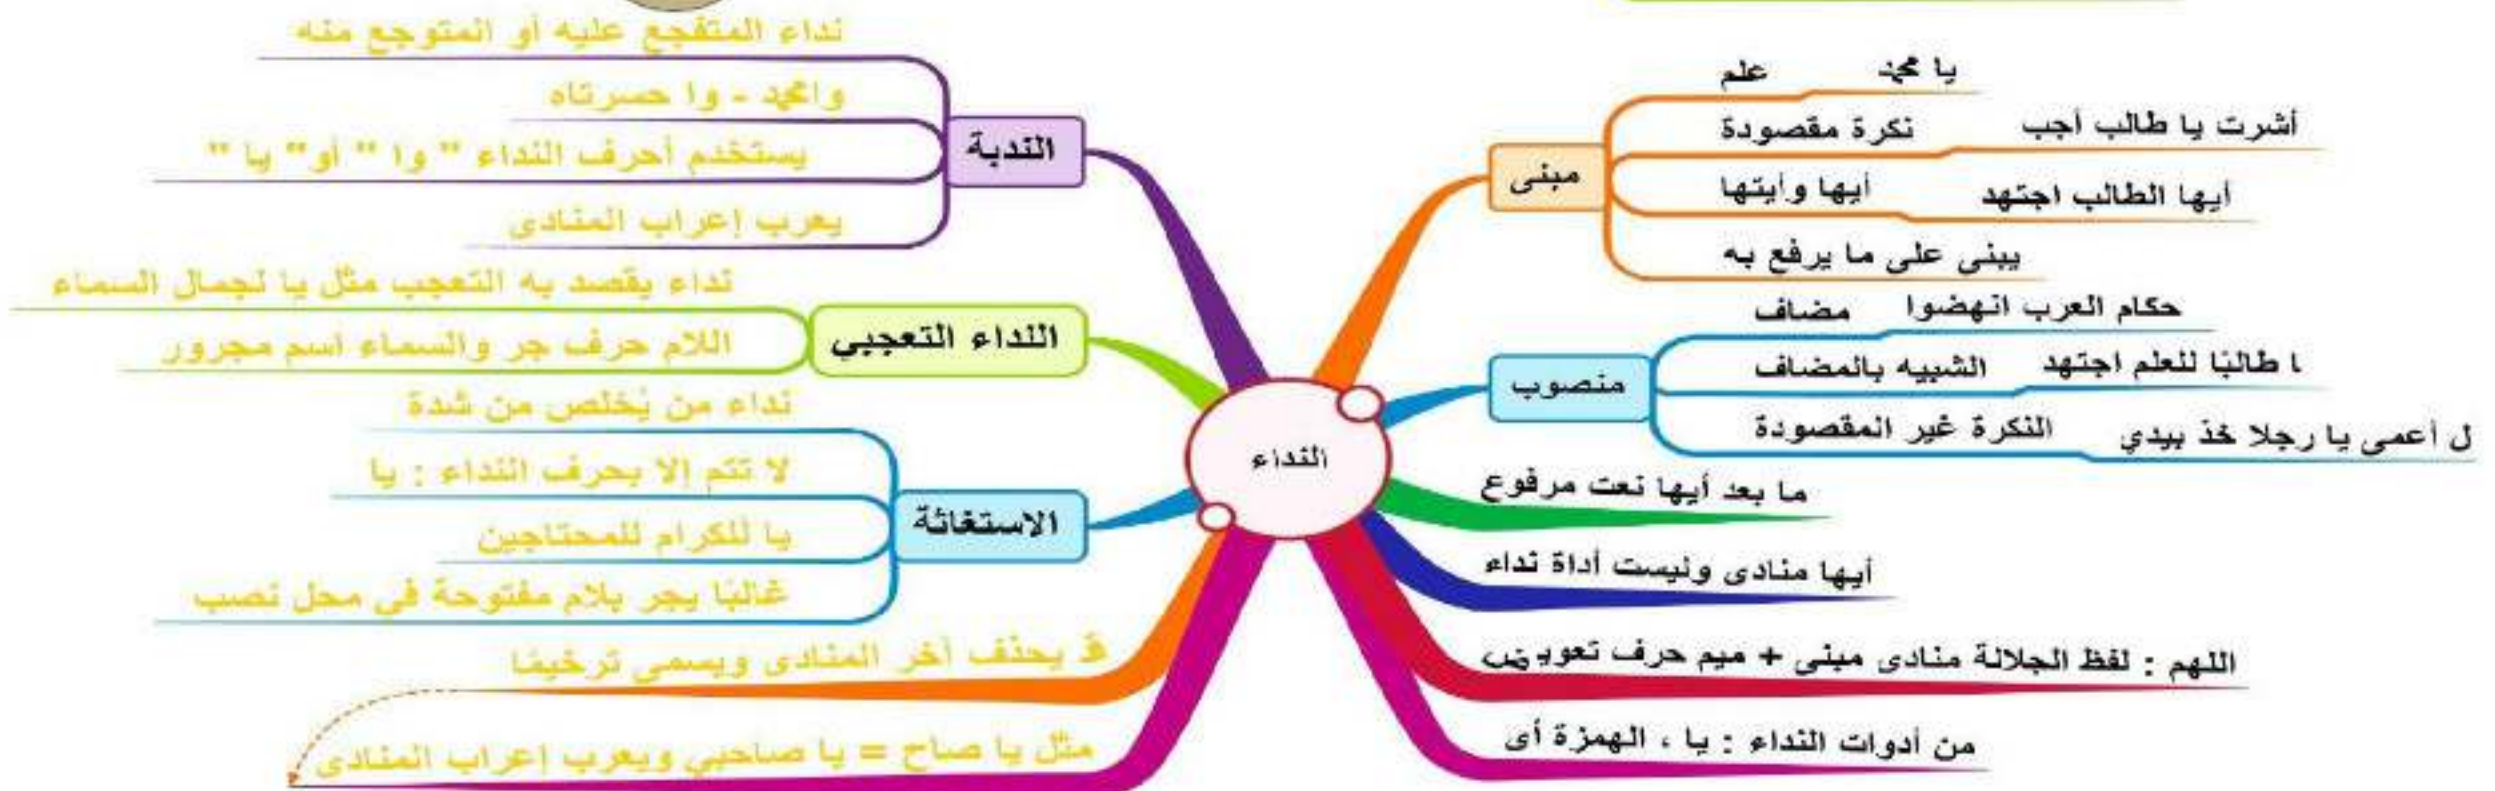 النداء
مبنى
علم
يا محمد
نكرة مقصودة
أشرت يا طالب أجب
أيها وأيتها
أيها الطالب اجتهد
يبنى على ما يرفع به
منصوب
مضاف
حكام العرب انهضوا
الشبيه بالمضاف
ا طالبًا للعلم اجتهد
النكرة غير المقصودة
ل أعمى يا رجلا خذ بيدي
ما بعد أيها نعت مرفوع
أيها منادى وليست أداة نداء
اللهم : لفظ الجلالة منادى مبنى + ميم حرف تعويض
من أدوات النداء : يا ، الهمزة أى
الندبة
نداء المتفجع عليه أو المتوجع منه
وامحمد - وا حسرتاه
يستخدم أحرف النداء " وا " أو" يا "
يعرب إعراب المنادى
النداء التعجبي
نداء يقصد به التعجب مثل يا لجمال السماء
اللام حرف جر والسماء اسم مجرور
الاستغاثة
نداء من يُخلص من شدة
لا تتم إلا بحرف النداء : يا
يا للكرام للمحتاجين
غالبًا يجر بلام مفتوحة في محل نصب
قد يحذف آخر المنادى ويسمى ترخيمًا
مثل يا صاح = يا صاحبي ويعرب إعراب المنادى